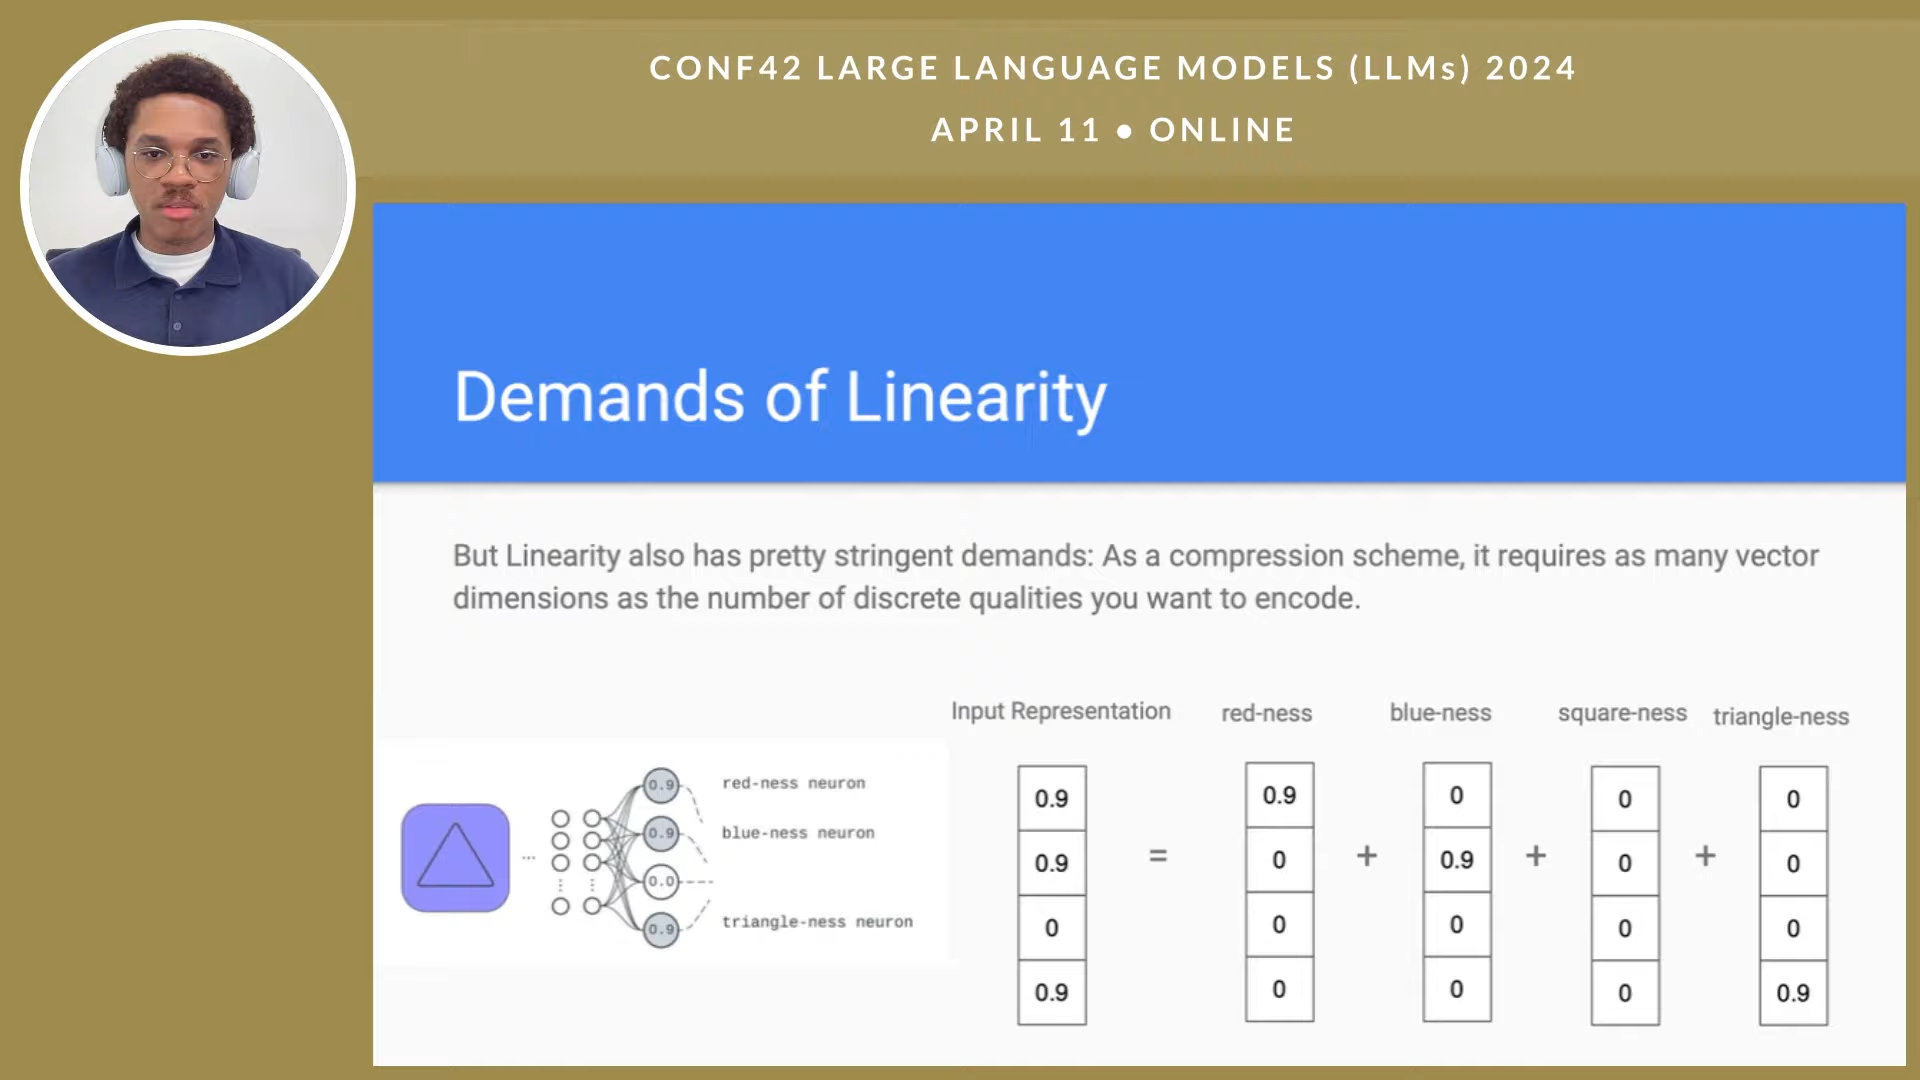 CONF42 LARGE LANGUAGE MODELS (LLMs) 2024
APRIL 11 • ONLINE
Demands of Linearity
But Linearity also has pretty stringent demands: As a compression scheme, it requires as many vector
dimensions as the number of discrete qualities you want to encode.
Input Representation red-ness blue-ness square-ness triangle-ness
0.9 red-ness neuron
0.9 blue-ness neuron
0.0
0.9 triangle-ness neuron
...
0.9 0.9 0 0 0
0.9 = 0 + 0.9 + 0 + 0
0 0 0 0 0
0.9 0 0 0 0.9